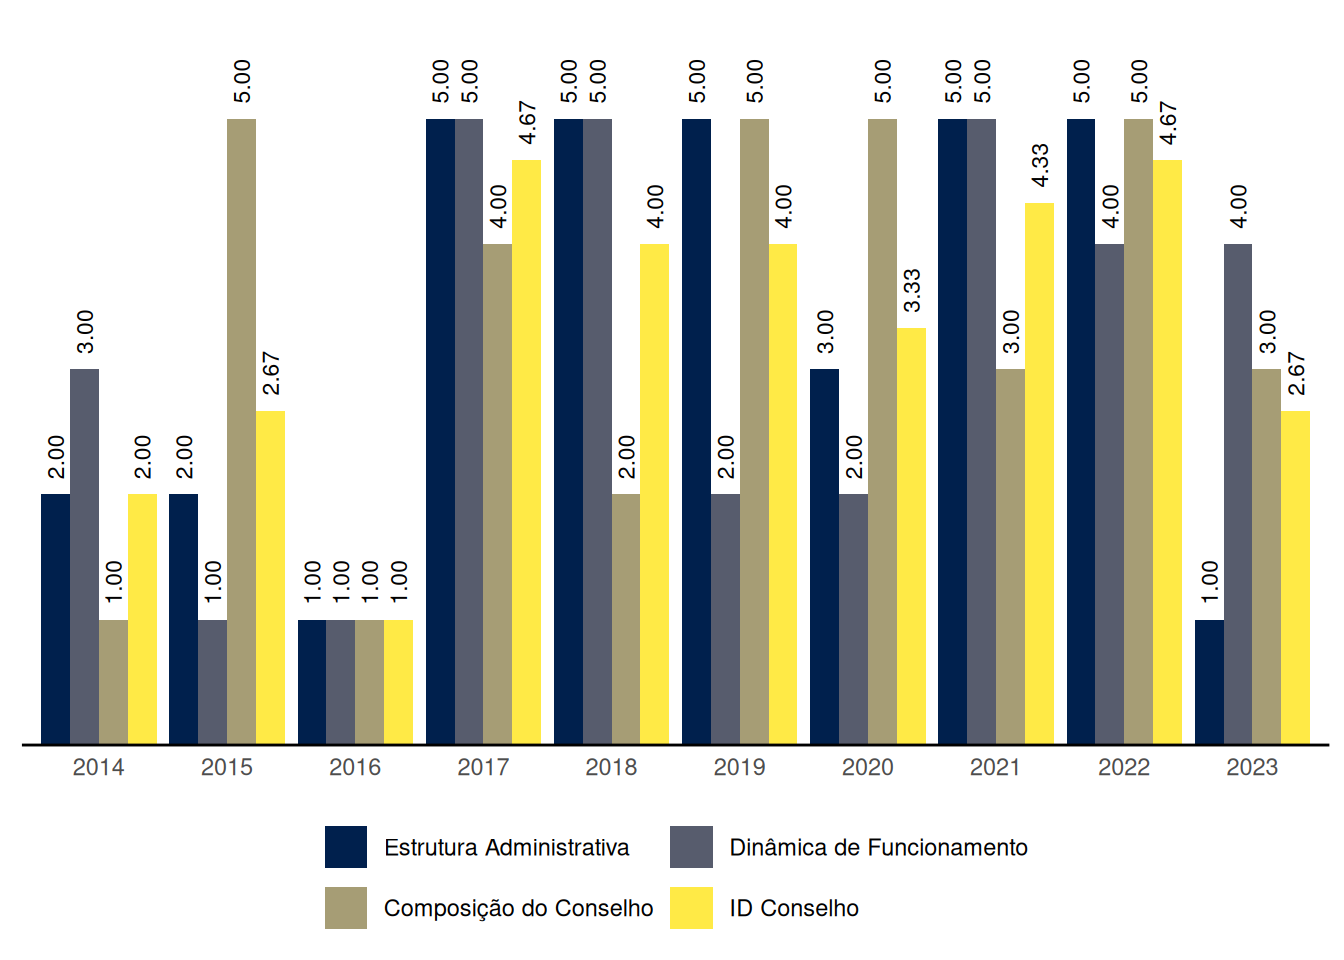 2.00 3.00 1.00 2.00 2.00 1.00 5.00 2.67 1.00 1.00 1.00 1.00 5.00 5.00 4.00 4.67 5.00 5.00 2.00 4.00 5.00 2.00 5.00 4.00 3.00 2.00 5.00 3.33 5.00 5.00 3.00 4.33 5.00 4.00 5.00 4.67 1.00 4.00 3.00 2.67
2014 2015 2016 2017 2018 2019 2020 2021 2022 2023
Estrutura Administrativa Dinâmica de Funcionamento
Composição do Conselho ID Conselho